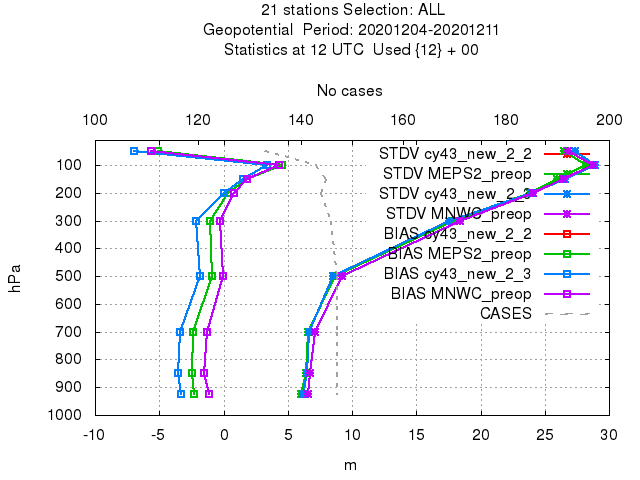 21 stations Selection: ALL
Geopotential  Period: 20201204-20201211
Statistics at 12 UTC  Used {12} + 00
No cases
100 120 140 160 180 200
STDV cy43_new_2_2
STDV MEPS2_preop
STDV cy43_new_2_3
STDV MNWC_preop
BIAS cy43_new_2_2
BIAS MEPS2_preop
BIAS cy43_new_2_3
BIAS MNWC_preop
CASES
100
200
300
400
500
600
700
800
900
1000
hPa
-10 -5 0 5 10 15 20 25 30
m